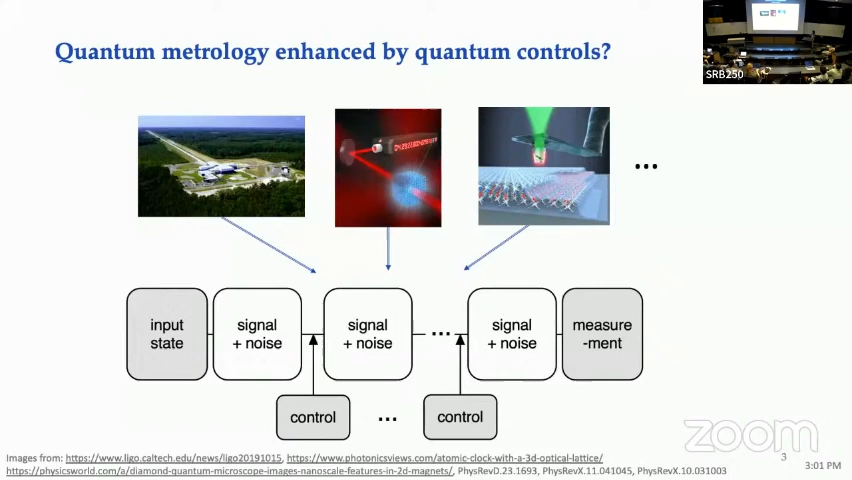 Quantum metrology enhanced by quantum controls?
SRB250
...
input
state
signal
+ noise
signal
+ noise
...
signal
+ noise
measure
-ment
control
...
control
zoom
Images from: https://www.ligo.caltech.edu/news/ligo20191015, https://www.photonicsviews.com/atomic-clock-with-a-3d-optical-lattice/
https://physicsworld.com/a/diamond-quantum-microscope-images-nanoscale-features-in-2d-magnets/, PhysRevD.23.1693, PhysRevX.11.041045, PhysRevX.10.031003
3
3:01 PM